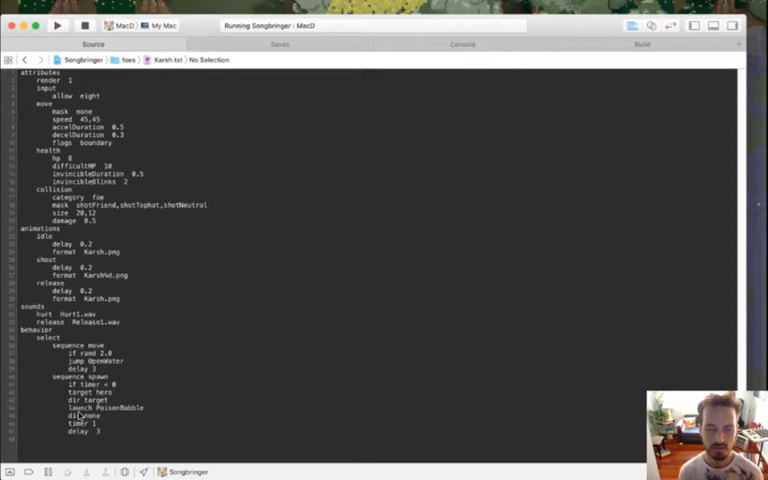 MacD My Mac
Running Songbringer : MacD
Source Saves Console Build
Songbringer foes Karsh.txt No Selection
attributes
render 1
input
allow eight
move
mask none
speed 45,45
accelDuration 0.5
decelDuration 0.3
flags boundary
health
hp 8
difficultMP 10
invincibleDuration 0.5
invincibleBlinks 2
collision
category foe
mask shotFriend,shotTophat,shotNeutral
size 20,12
damage 0.5
animations
idle
delay 0.2
format Karsh.png
shoot
delay 0.2
format Karsh%d.png
release
delay 0.2
format Karsh.png
sounds
hurt Hurt1.wav
release Release1.wav
behavior
select
sequence move
if rand 2.0
jump OpenWater
delay 3
sequence spawn
if timer < 0
target hero
dir target
launch PoisonBubble
dir none
timer 1
delay 3
Songbringer